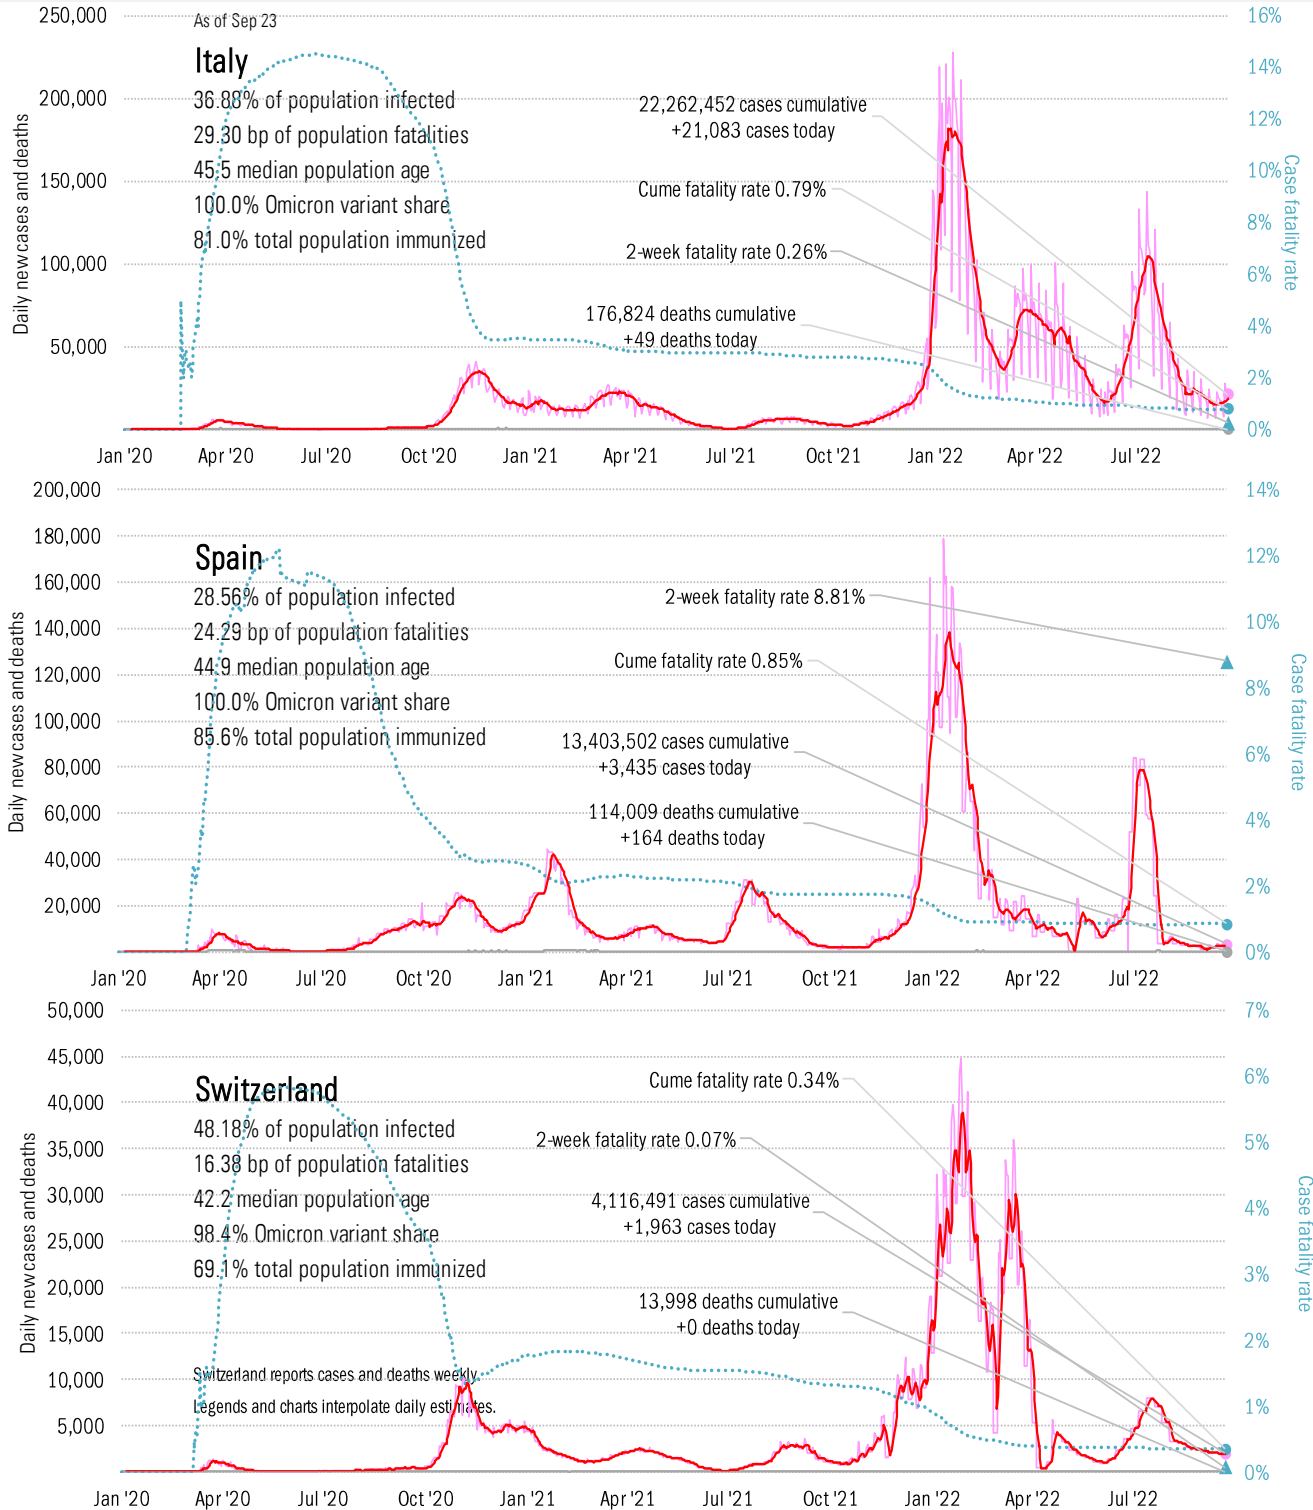 250,000
As of Sep 23
16%
Italy
14%
36.88% of population infected
200,000
22,262,452 cases cumulative
+21,083 cases today
12%
29.30 bp of population fatalities
45.5 median population age
150,000
Cume fatality rate 0.79%
10%
100.0% Omicron variant share
8%
81.0% total population immunized
2-week fatality rate 0.26%
100,000
6%
176,824 deaths cumulative
+49 deaths today
4%
50,000
2%
0%
Daily new cases and deaths
Case fatality rate
Jan '20 Apr '20 Jul '20 Oct '20 Jan '21 Apr '21 Jul '21 Oct '21 Jan '22 Apr '22 Jul '22
200,000
14%
180,000
Spain
12%
160,000
28.56% of population infected
2-week fatality rate 8.81%
140,000
24.29 bp of population fatalities
10%
44.9 median population age
Cume fatality rate 0.85%
120,000
8%
100.0% Omicron variant share
100,000
85.6% total population immunized
13,403,502 cases cumulative
+3,435 cases today
6%
80,000
60,000
114,009 deaths cumulative
+164 deaths today
4%
40,000
2%
20,000
0%
Daily new cases and deaths
Case fatality rate
Jan '20 Apr '20 Jul '20 Oct '20 Jan '21 Apr '21 Jul '21 Oct '21 Jan '22 Apr '22 Jul '22
50,000
7%
45,000
Switzerland
Cume fatality rate 0.34%
6%
40,000
48.18% of population infected
2-week fatality rate 0.07%
5%
35,000
16.38 bp of population fatalities
42.2 median population age
30,000
4,116,491 cases cumulative
+1,963 cases today
4%
98.4% Omicron variant share
25,000
69.1% total population immunized
3%
20,000
13,998 deaths cumulative
+0 deaths today
15,000
2%
Switzerland reports cases and deaths weekly.
10,000
Legends and charts interpolate daily estimates.
1%
5,000
0%
Daily new cases and deaths
Case fatality rate
Jan '20 Apr '20 Jul '20 Oct '20 Jan '21 Apr '21 Jul '21 Oct '21 Jan '22 Apr '22 Jul '22